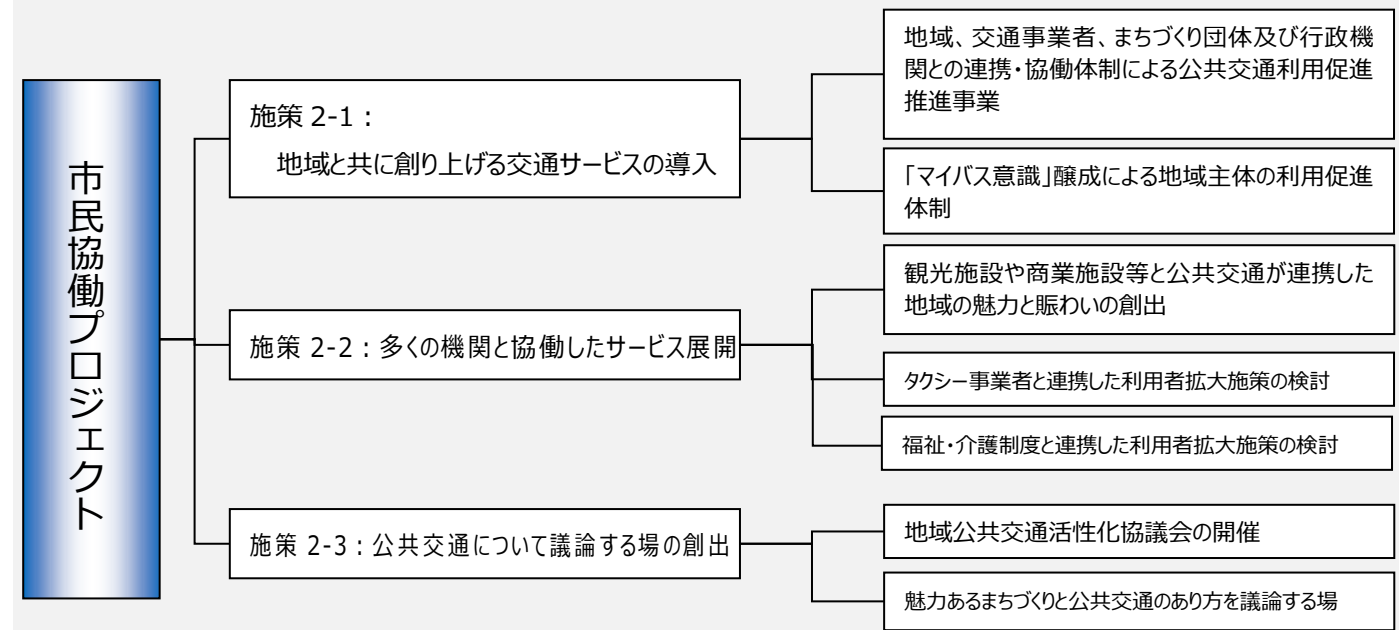 市民協働プロジェクト
施策 2-1：
地域と共に創り上げる交通サービスの導入
地域、交通事業者、まちづくり団体及び行政機
関との連携・協働体制による公共交通利用促進
推進事業
「マイバス意識」醸成による地域主体の利用促進
体制
施策 2-2：多くの機関と協働したサービス展開
観光施設や商業施設等と公共交通が連携した
地域の魅力と賑わいの創出
タクシー事業者と連携した利用者拡大施策の検討
福祉・介護制度と連携した利用者拡大施策の検討
施策 2-3：公共交通について議論する場の創出
地域公共交通活性化協議会の開催
魅力あるまちづくりと公共交通のあり方を議論する場